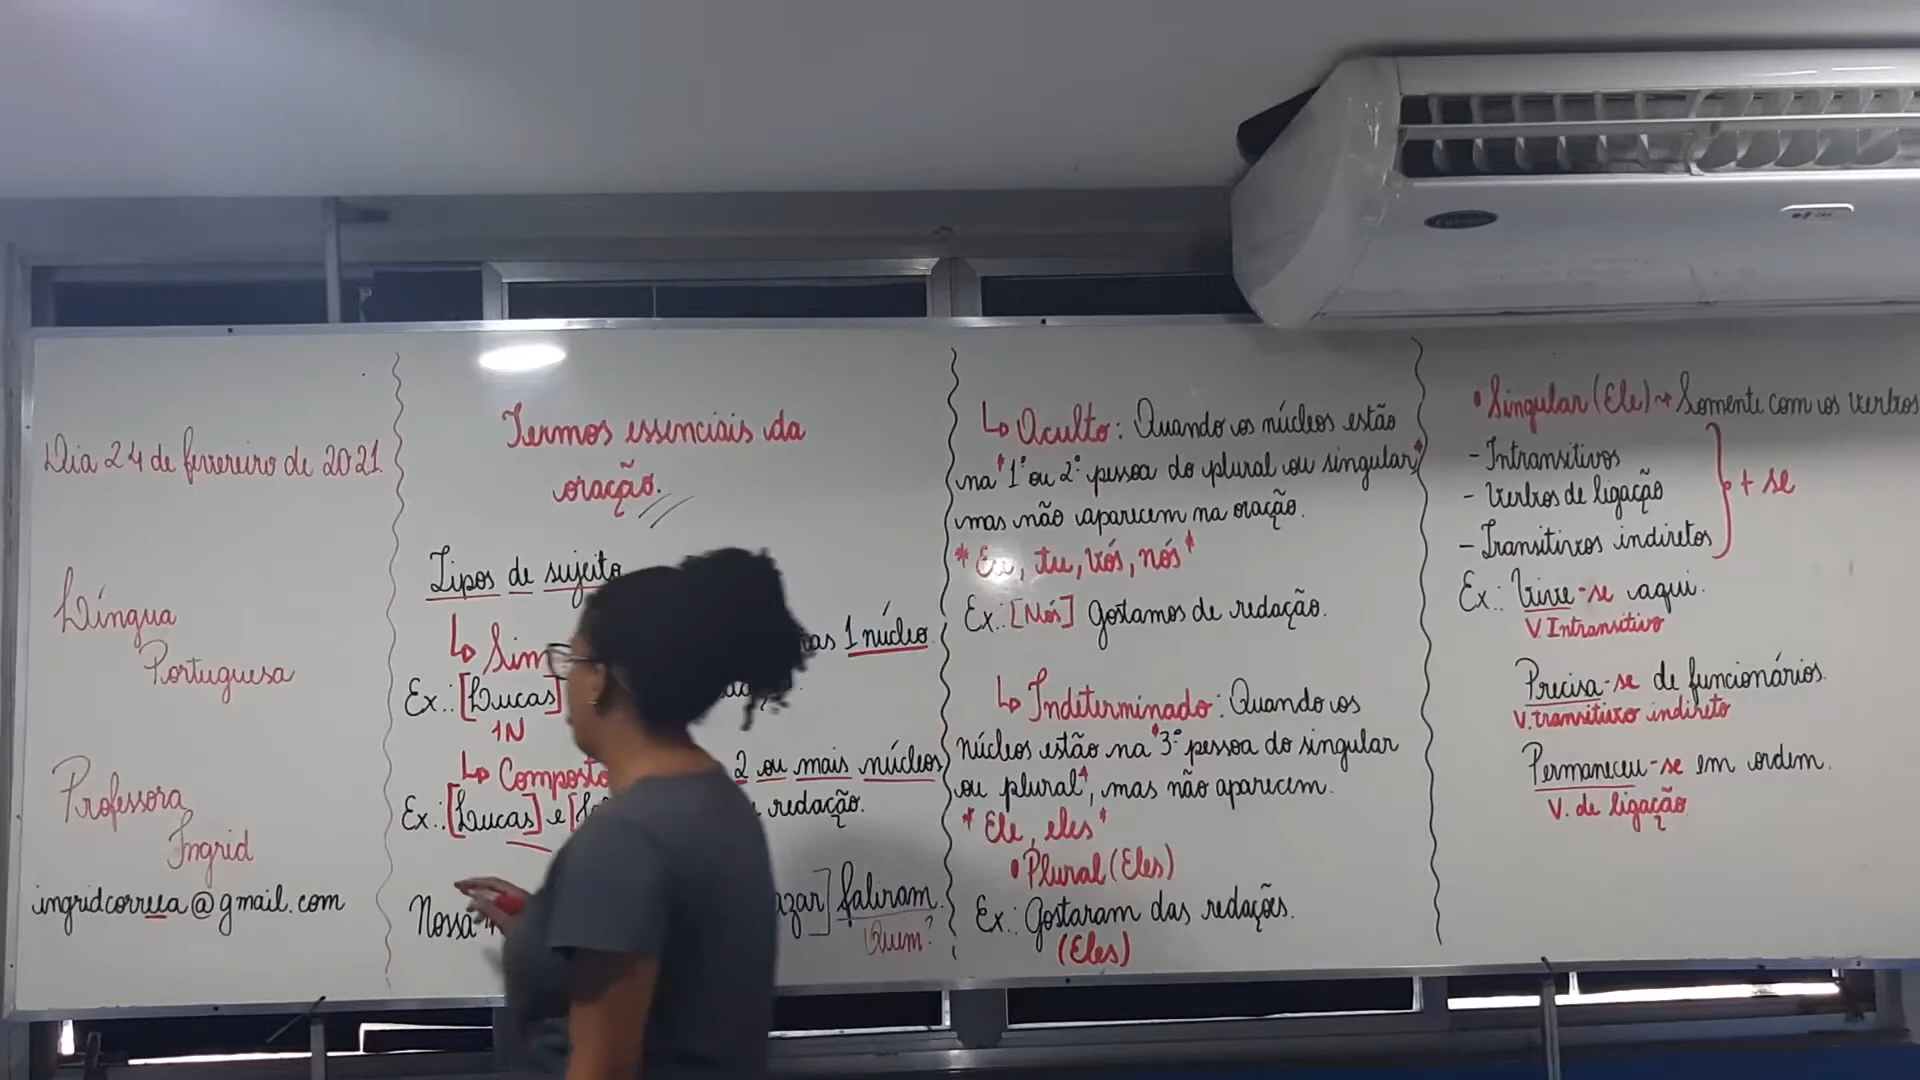 Dia 24 de fevereiro de 2021.
Língua
Portuguesa
Professora
Ingrid
ingridcorreea@gmail.com
Termos essenciais da
oração.
Tipos de sujeito
↳ Sim
as 1 núcleo.
Ex.: [Lucas]
1N
↳ Composto
2 ou mais núcleos
Ex.: [Lucas] e [
redação.
Nossa
azar] faliram.
Quem?
↳ Oculto: Quando os núcleos estão
na *1ª ou 2ª pessoa do plural ou singular,*
mas não aparecem na oração.
* Eu, tu, vós, nós *
Ex.: [Nós] Gostamos de redação.
↳ Indeterminado: Quando os
núcleos estão na *3ª pessoa do singular
ou plural*, mas não aparecem.
* Ele, eles *
• Plural (Eles)
Ex.: Gostaram das redações.
(Eles)
• Singular (Ele) → Somente com os verbos
- Intransitivos
- Verbos de ligação
- Transitivos indiretos
+ se
Ex.: Vive-se aqui.
V. Intransitivo
Precisa-se de funcionários.
V. transitivo indireto
Permaneceu-se em ordem.
V. de ligação